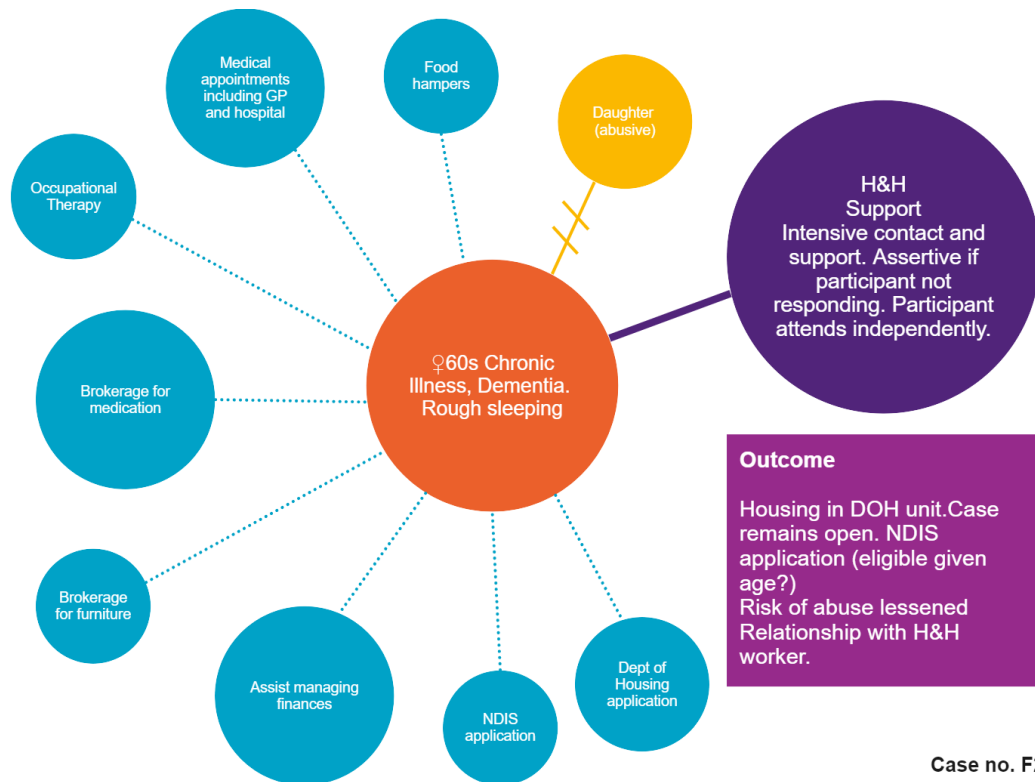 Medical
appointments
including GP
and hospital
Food
hampers
Daughter
(abusive)
Occupational
Therapy
H&H
Support
Intensive contact and
support. Assertive if
participant not
responding. Participant
attends independently.
Brokerage for
medication
♀60s Chronic
Illness, Dementia.
Rough sleeping
Outcome
Housing in DOH unit.Case
remains open. NDIS
application (eligible given
age?)
Risk of abuse lessened
Relationship with H&H
worker.
Brokerage
for furniture
Assist managing
finances
NDIS
application
Dept of
Housing
application
Case no.